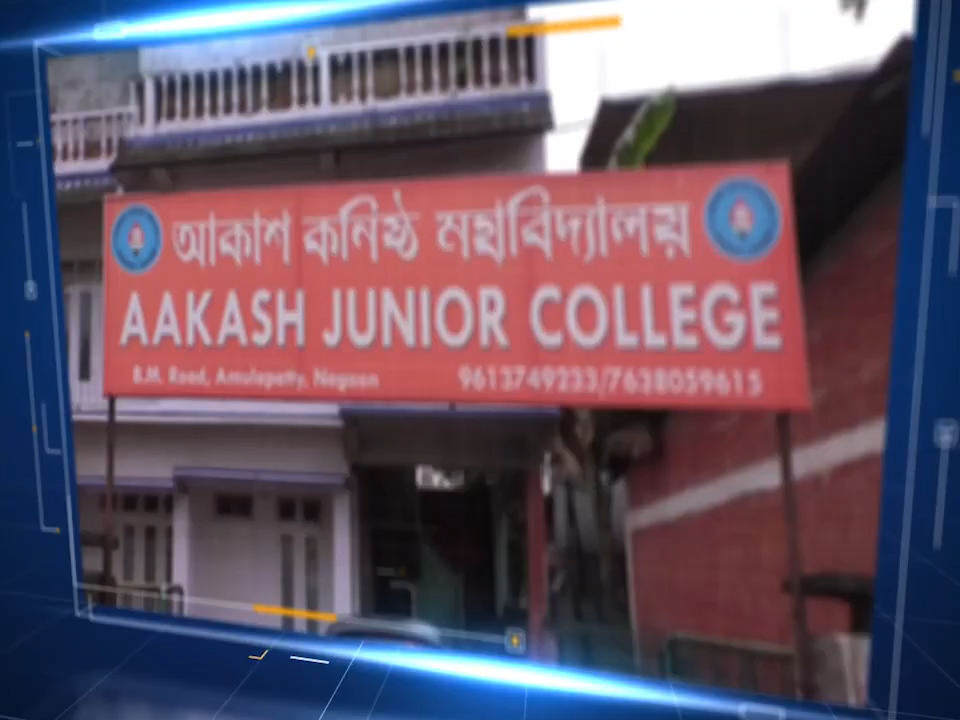 আকাশ কনিষ্ঠ মহাবিদ্যালয়
AAKASH JUNIOR COLLEGE
B.M. Road, Amulapatty, Nagaon 9613749233/7638059615